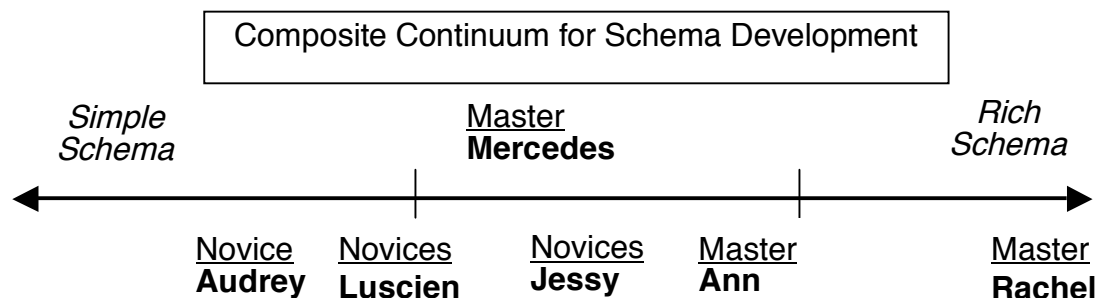 Composite Continuum for Schema Development
Simple
Schema
Master
Mercedes
Rich
Schema
Novice
Audrey
Novices
Luscien
Novices
Jessy
Master
Ann
Master
Rachel